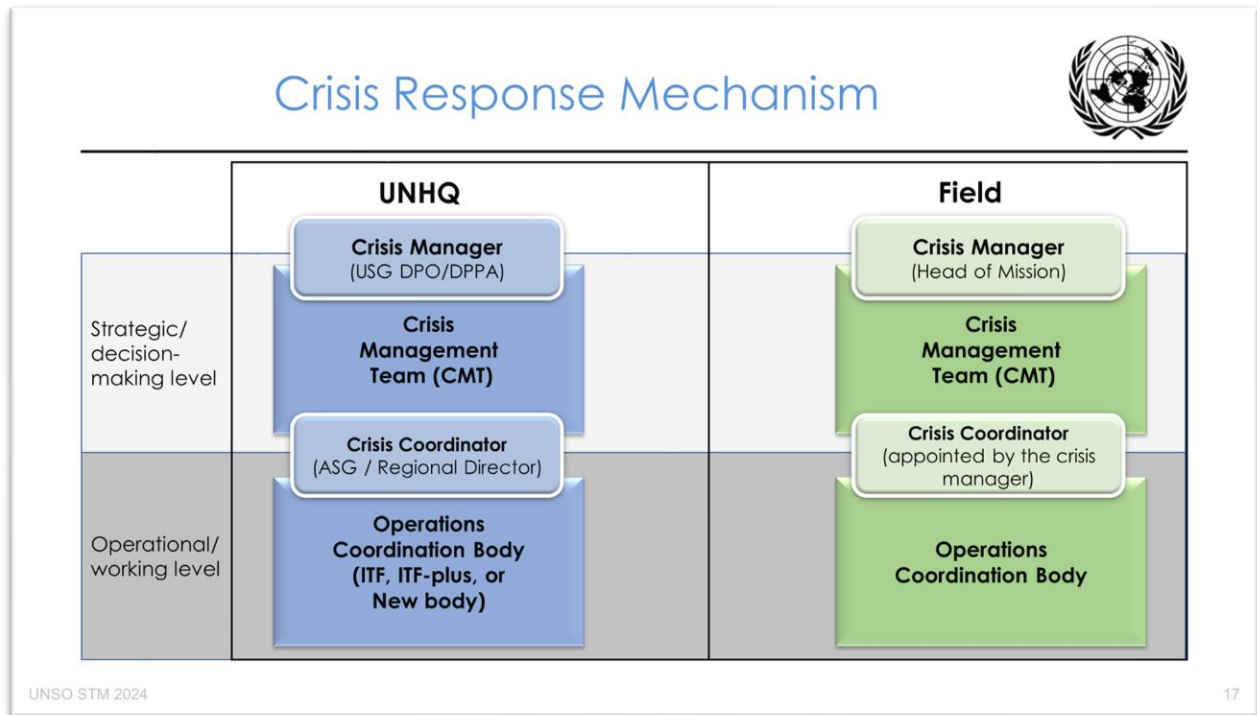 Crisis Response Mechanism
UNHQ
Field
Crisis Manager
(USG DPO/DPPA)
Crisis Manager
(Head of Mission)
Strategic/
decision-
making level
Crisis
Management
Team (CMT)
Crisis
Management
Team (CMT)
Crisis Coordinator
(ASG / Regional Director)
Crisis Coordinator
(appointed by the crisis
manager)
Operational/
working level
Operations
Coordination Body
(ITF, ITF-plus, or
New body)
Operations
Coordination Body
UNSO STM 2024
17